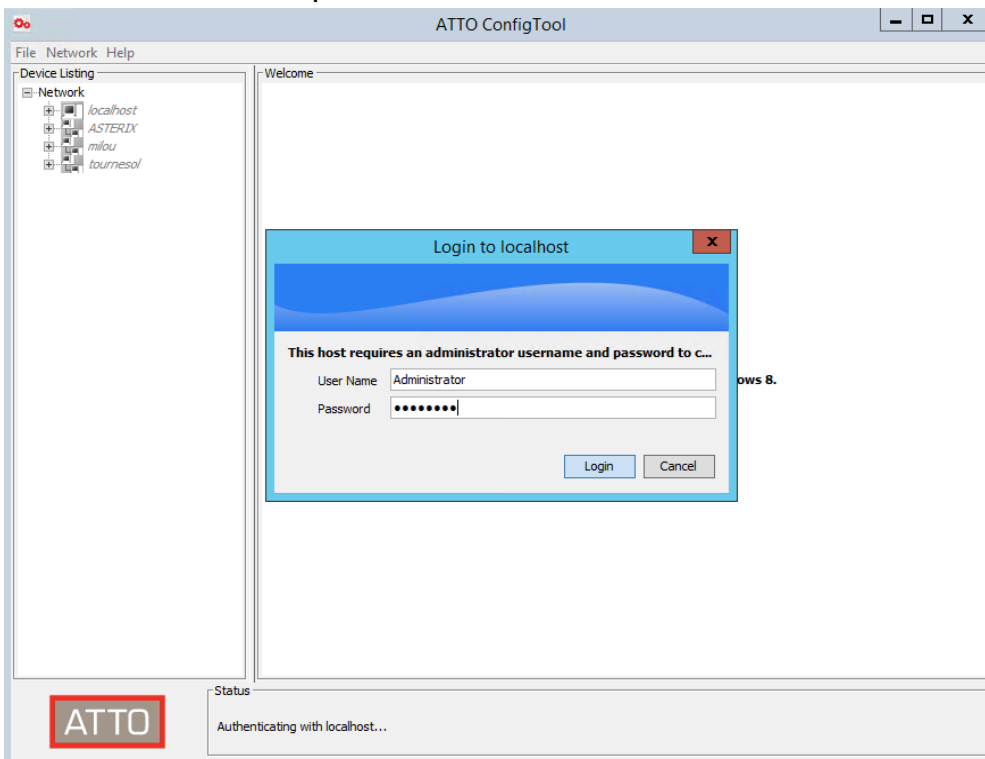 ATTO ConfigTool
File Network Help
Device Listing
Welcome
Network
localhost
ASTERIX
milou
tournesol
Login to localhost
This host requires an administrator username and password to c...
User Name Administrator
ows 8.
Password ••••••••
Login Cancel
Status
ATTO
Authenticating with localhost...